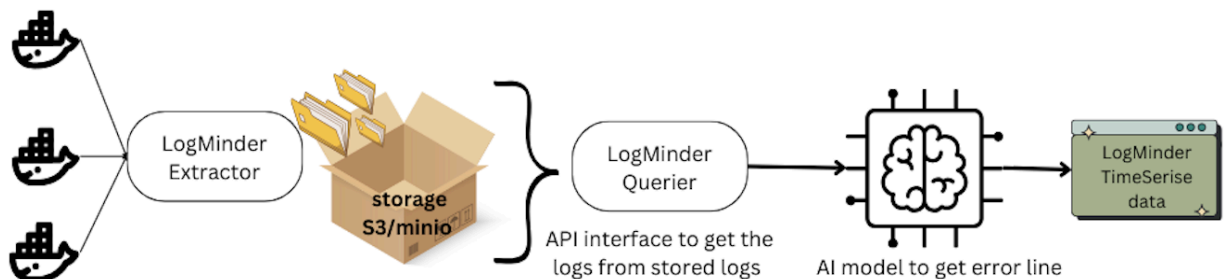 LogMinder
Extractor
storage
S3/minio
LogMinder
Querier
API interface to get the
logs from stored logs
AI model to get error line
LogMinder
TimeSerise
data